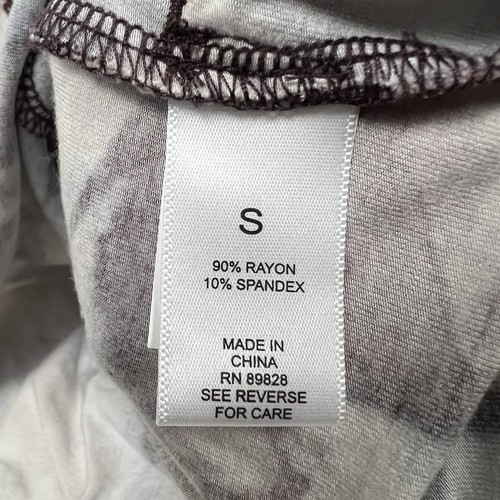 S
90% RAYON
10% SPANDEX
MADE IN
CHINA
RN 89828
SEE REVERSE
FOR CARE